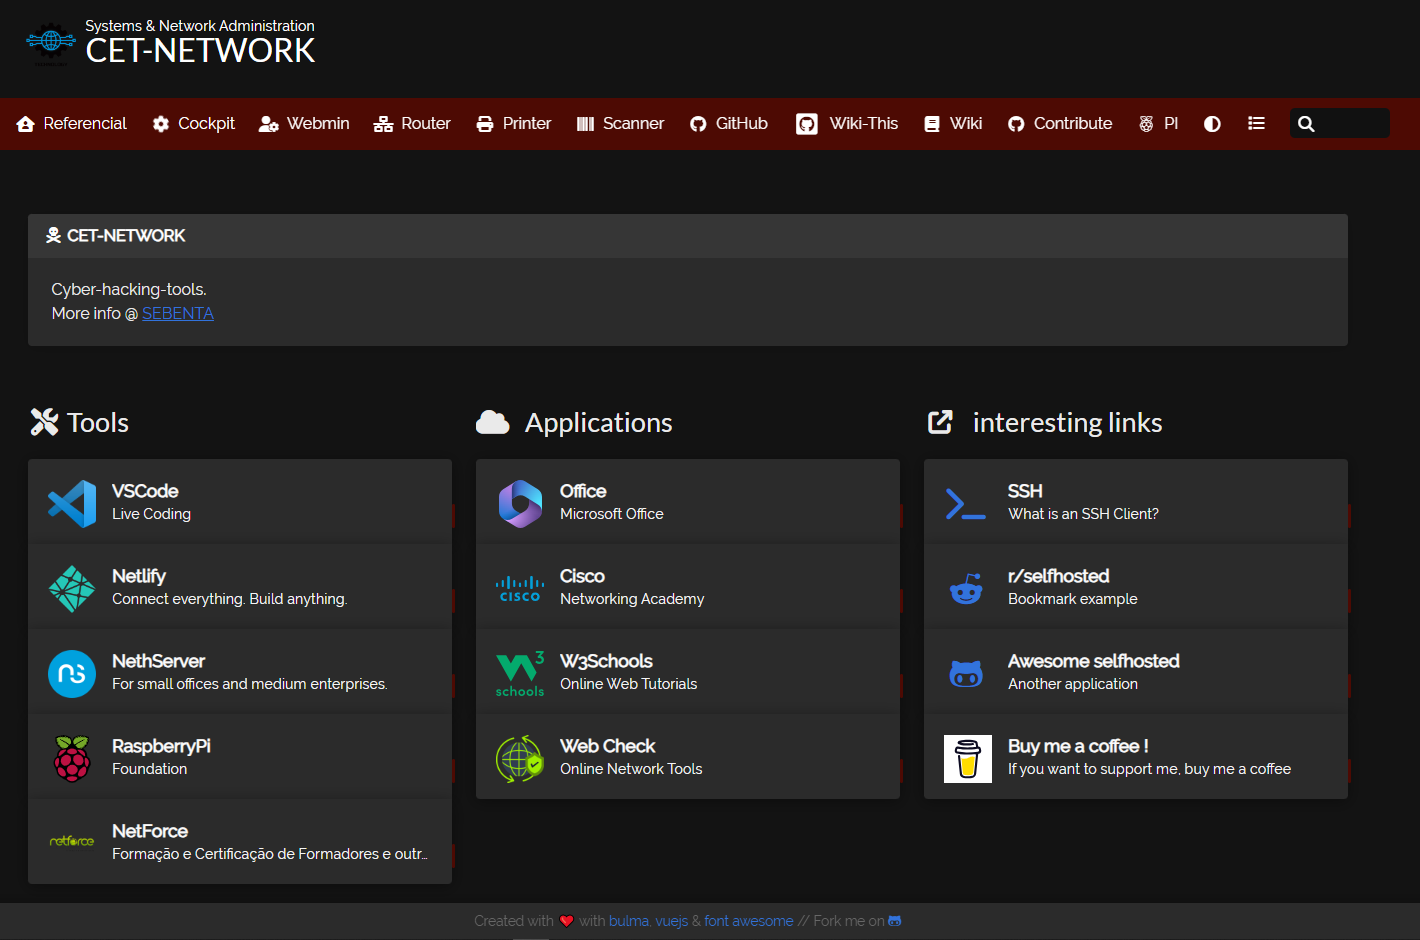 Systems & Network Administration
CET-NETWORK
Referencial Cockpit Webmin Router Printer Scanner GitHub Wiki-This Wiki Contribute PI
CET-NETWORK
Cyber-hacking-tools.
More info @ SEBENTA
Tools
VSCode
Live Coding
Netlify
Connect everything. Build anything.
ns
NethServer
For small offices and medium enterprises.
RaspberryPi
Foundation
netforce
NetForce
Formação e Certificação de Formadores e outr...
Applications
Office
Microsoft Office
CISCO
Cisco
Networking Academy
W3 schools
W3Schools
Online Web Tutorials
Web Check
Online Network Tools
interesting links
SSH
What is an SSH Client?
r/selfhosted
Bookmark example
Awesome selfhosted
Another application
Buy me a coffee !
If you want to support me, buy me a coffee
Created with with bulma, vuejs & font awesome // Fork me on